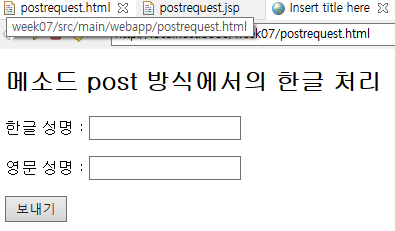 postrequest.html postrequest.jsp Insert title here
week07/src/main/webapp/postrequest.html
week07/postrequest.html
메소드 post 방식에서의 한글 처리
한글 성명 :
영문 성명 :
보내기